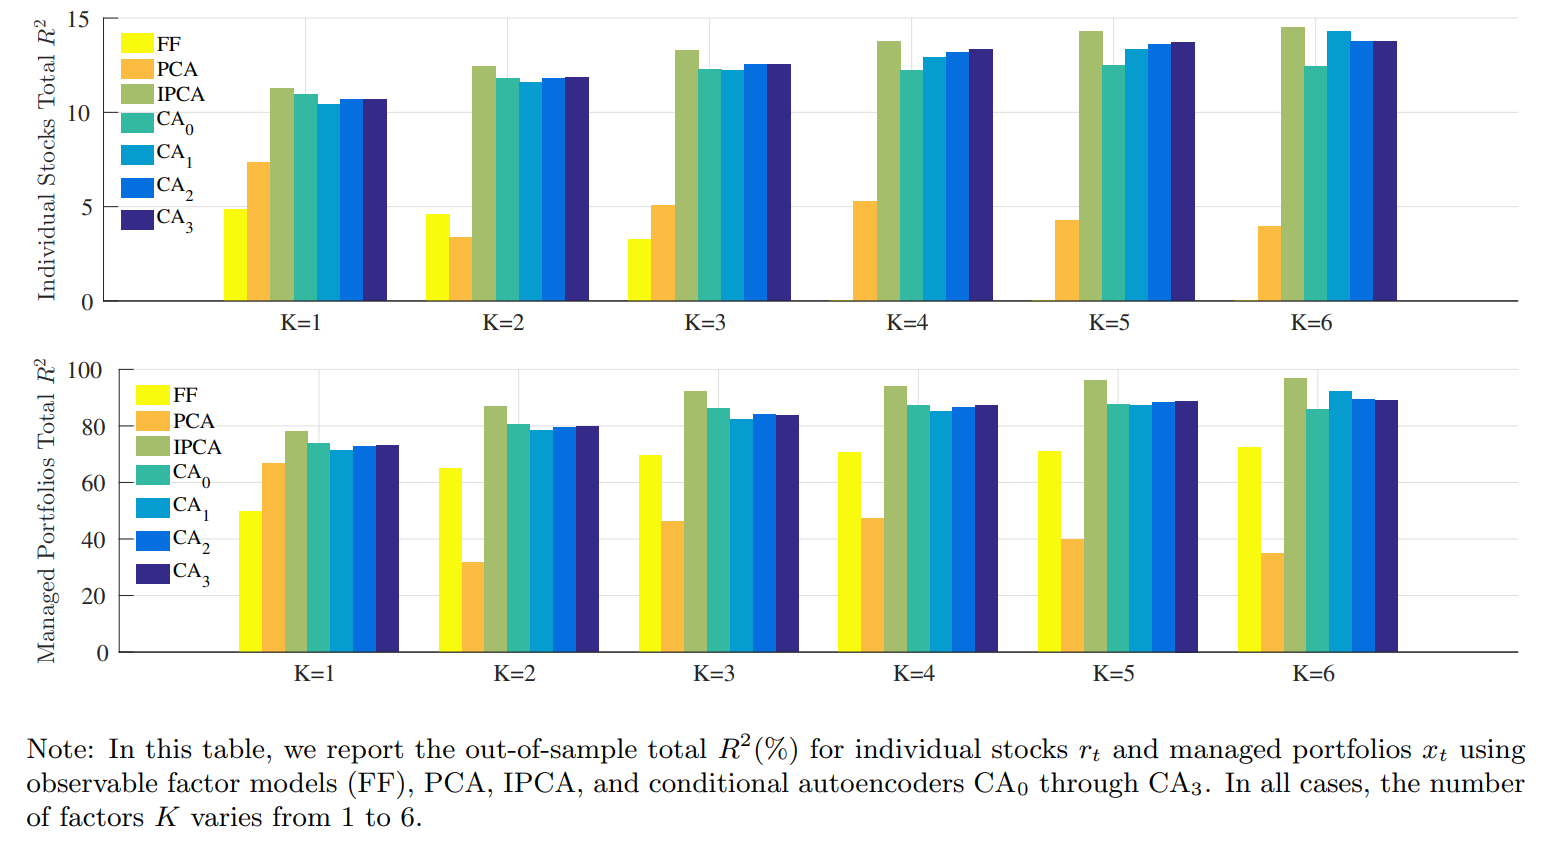 Individual Stocks Total R²
15
10
5
0
FF
PCA
IPCA
CA₀
CA₁
CA₂
CA₃
K=1 K=2 K=3 K=4 K=5 K=6
Managed Portfolios Total R²
100
80
60
40
20
0
FF
PCA
IPCA
CA₀
CA₁
CA₂
CA₃
K=1 K=2 K=3 K=4 K=5 K=6
Note: In this table, we report the out-of-sample total R²(%) for individual stocks rₜ and managed portfolios xₜ using
observable factor models (FF), PCA, IPCA, and conditional autoencoders CA₀ through CA₃. In all cases, the number
of factors K varies from 1 to 6.